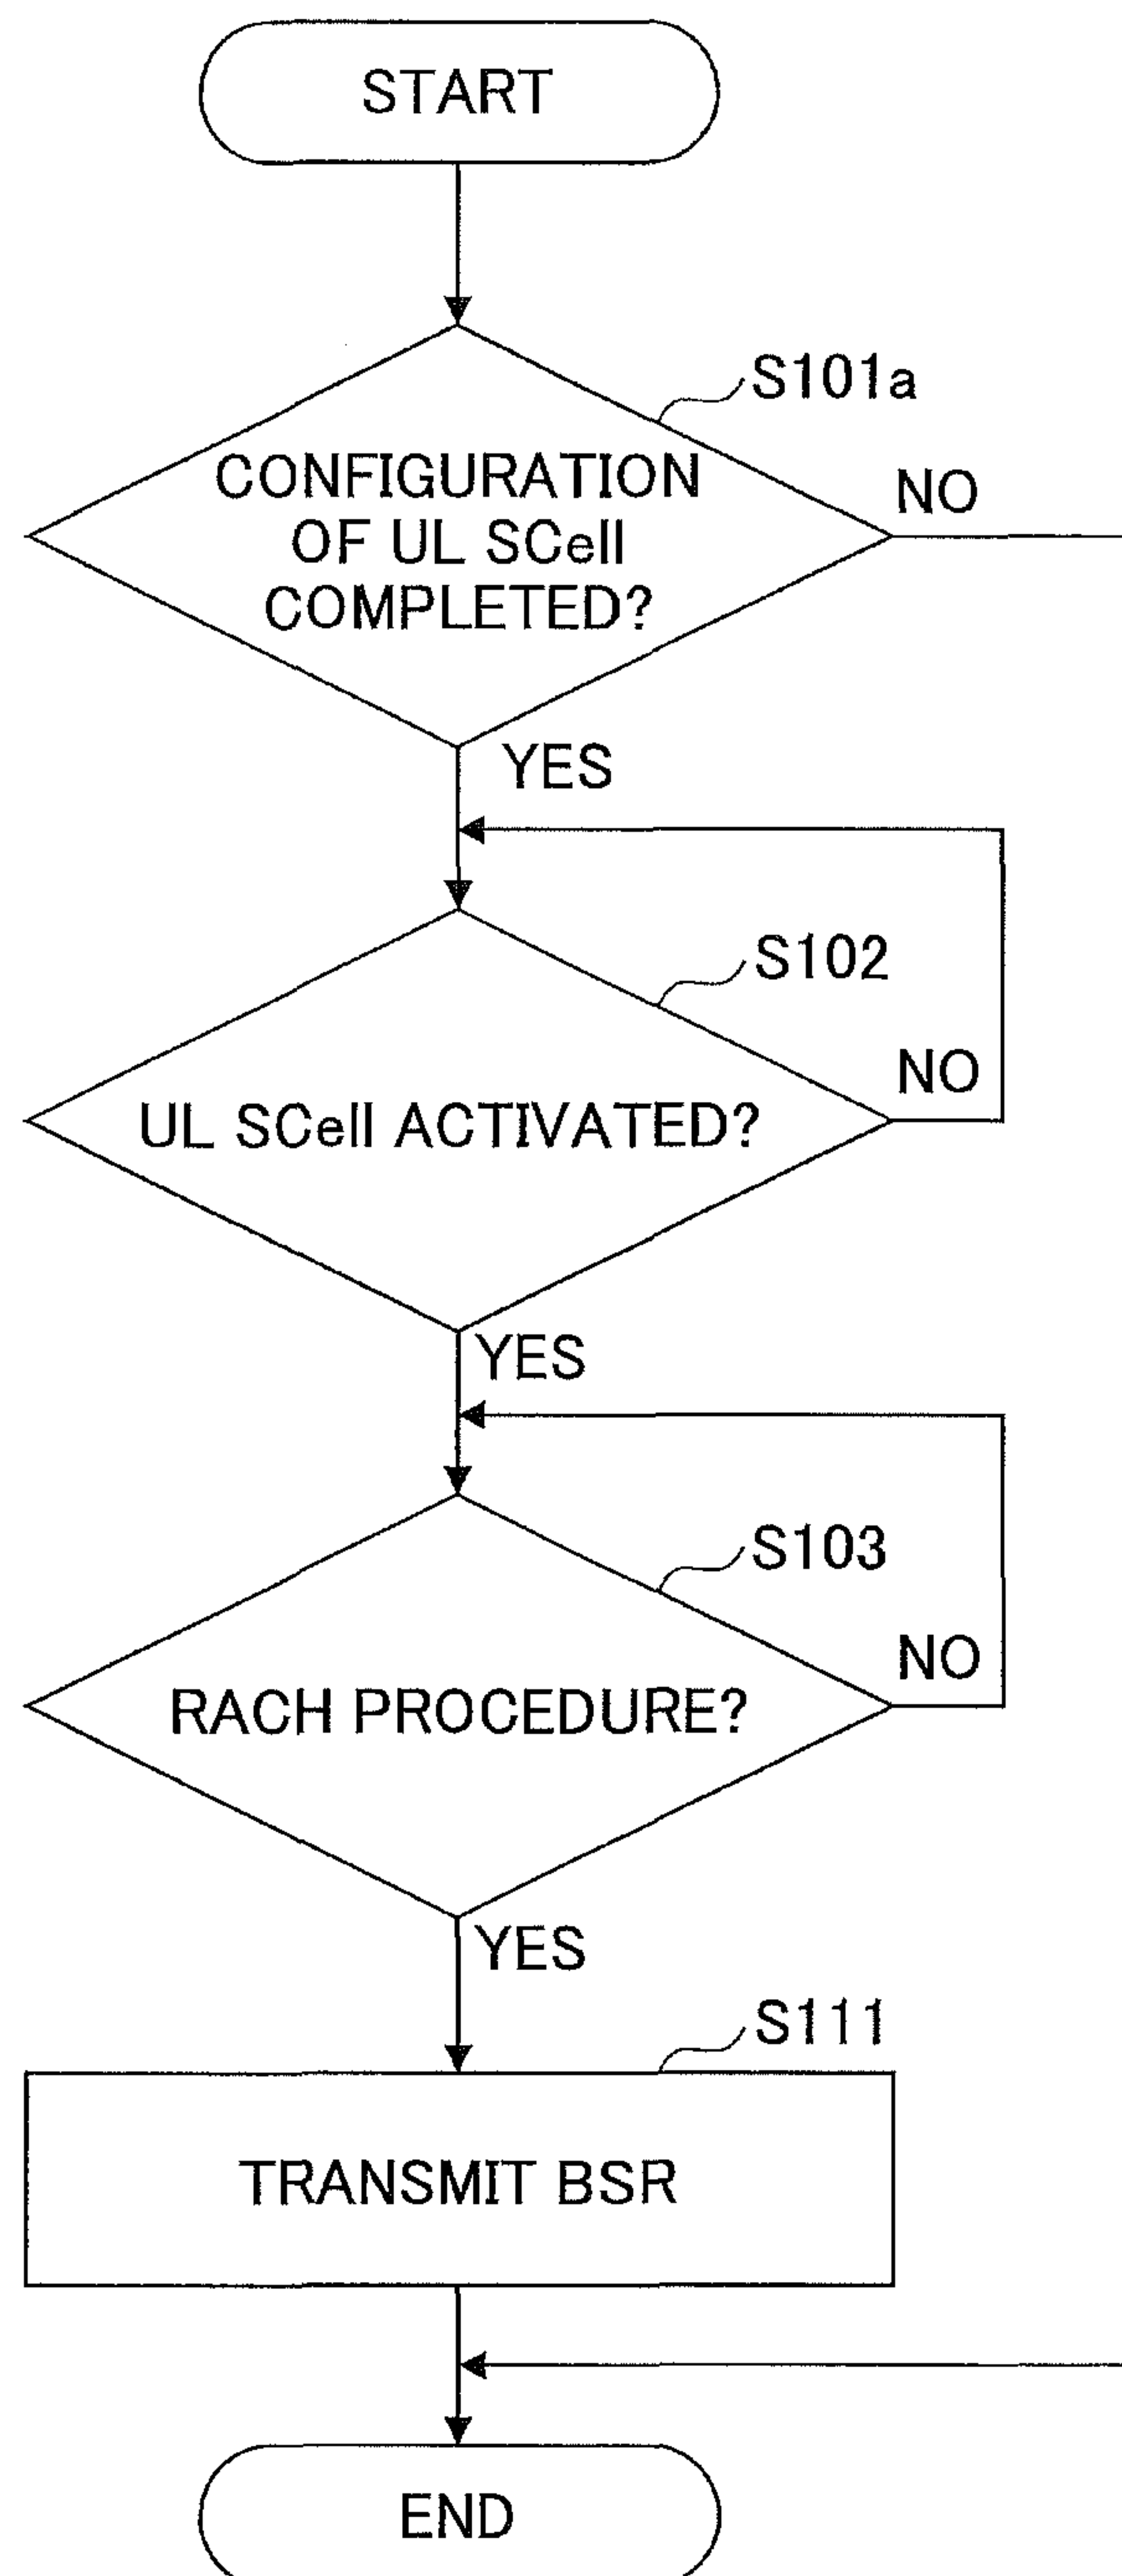 START
S101a
CONFIGURATION
OF UL SCell
COMPLETED?
NO
YES
S102
NO
UL SCell ACTIVATED?
YES
S103
NO
RACH PROCEDURE?
YES
S111
TRANSMIT BSR
END